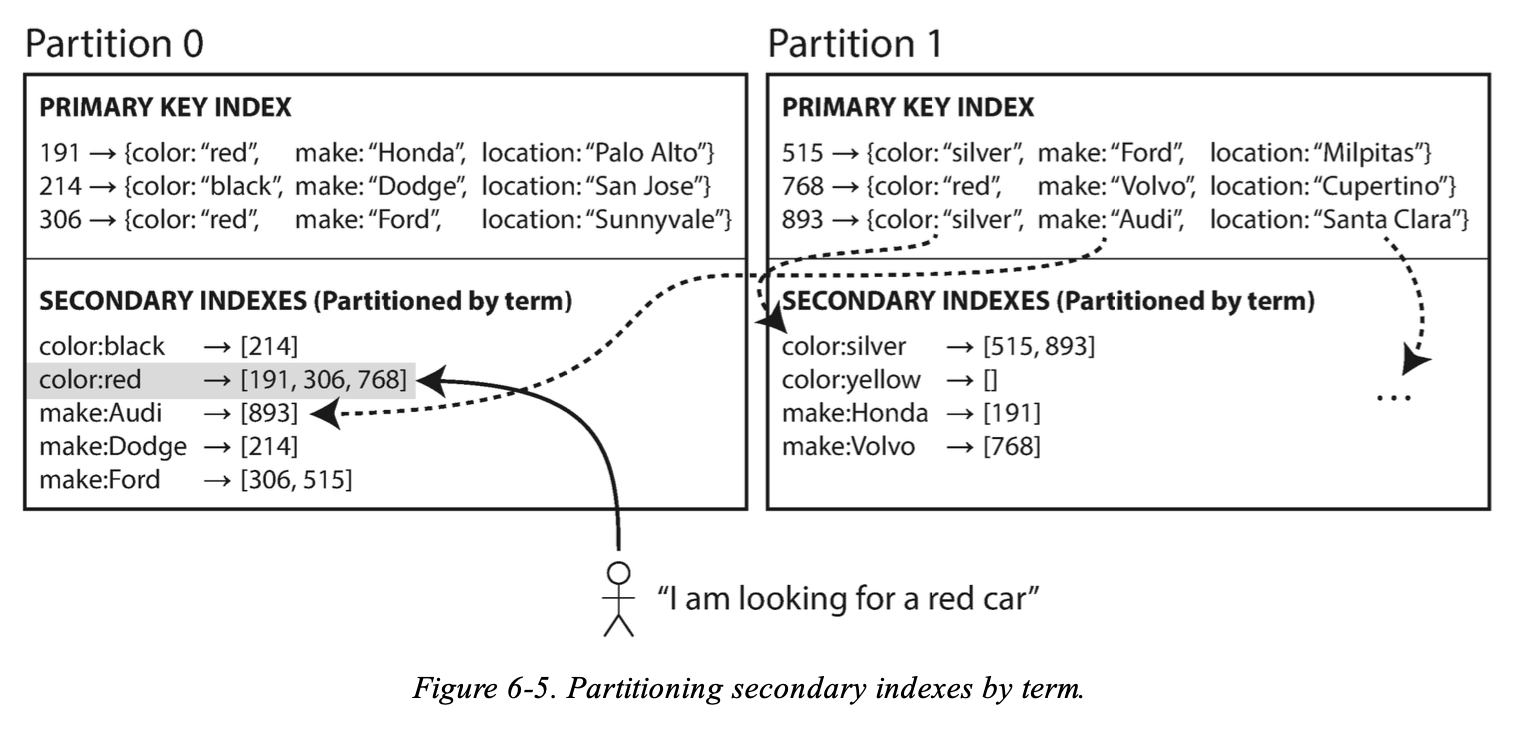 Partition 0
PRIMARY KEY INDEX
191 → {color: “red”, make: “Honda”, location: “Palo Alto”}
214 → {color: “black”, make: “Dodge”, location: “San Jose”}
306 → {color: “red”, make: “Ford”, location: “Sunnyvale”}
SECONDARY INDEXES (Partitioned by term)
color:black → [214]
color:red → [191, 306, 768]
make:Audi → [893]
make:Dodge → [214]
make:Ford → [306, 515]
Partition 1
PRIMARY KEY INDEX
515 → {color: “silver”, make: “Ford”, location: “Milpitas”}
768 → {color: “red”, make: “Volvo”, location: “Cupertino”}
893 → {color: “silver”, make: “Audi”, location: “Santa Clara”}
SECONDARY INDEXES (Partitioned by term)
color:silver → [515, 893]
color:yellow → []
make:Honda → [191]
make:Volvo → [768]
...
“I am looking for a red car”
Figure 6-5. Partitioning secondary indexes by term.